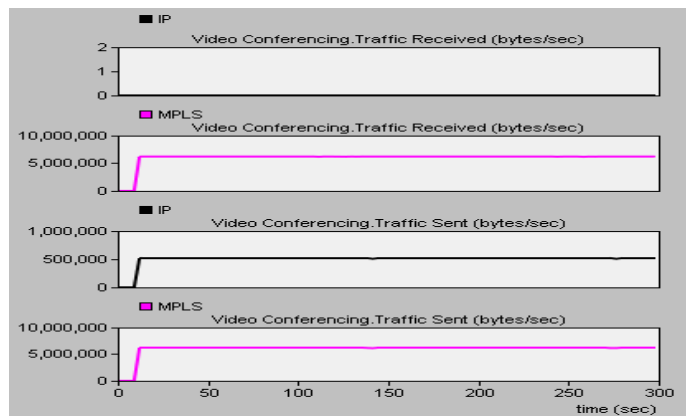 IP
Video Conferencing.Traffic Received (bytes/sec)
2
1
0
MPLS
Video Conferencing.Traffic Received (bytes/sec)
10,000,000
5,000,000
0
IP
Video Conferencing.Traffic Sent (bytes/sec)
1,000,000
500,000
0
MPLS
Video Conferencing.Traffic Sent (bytes/sec)
10,000,000
5,000,000
0
0 50 100 150 200 250 300
time (sec)